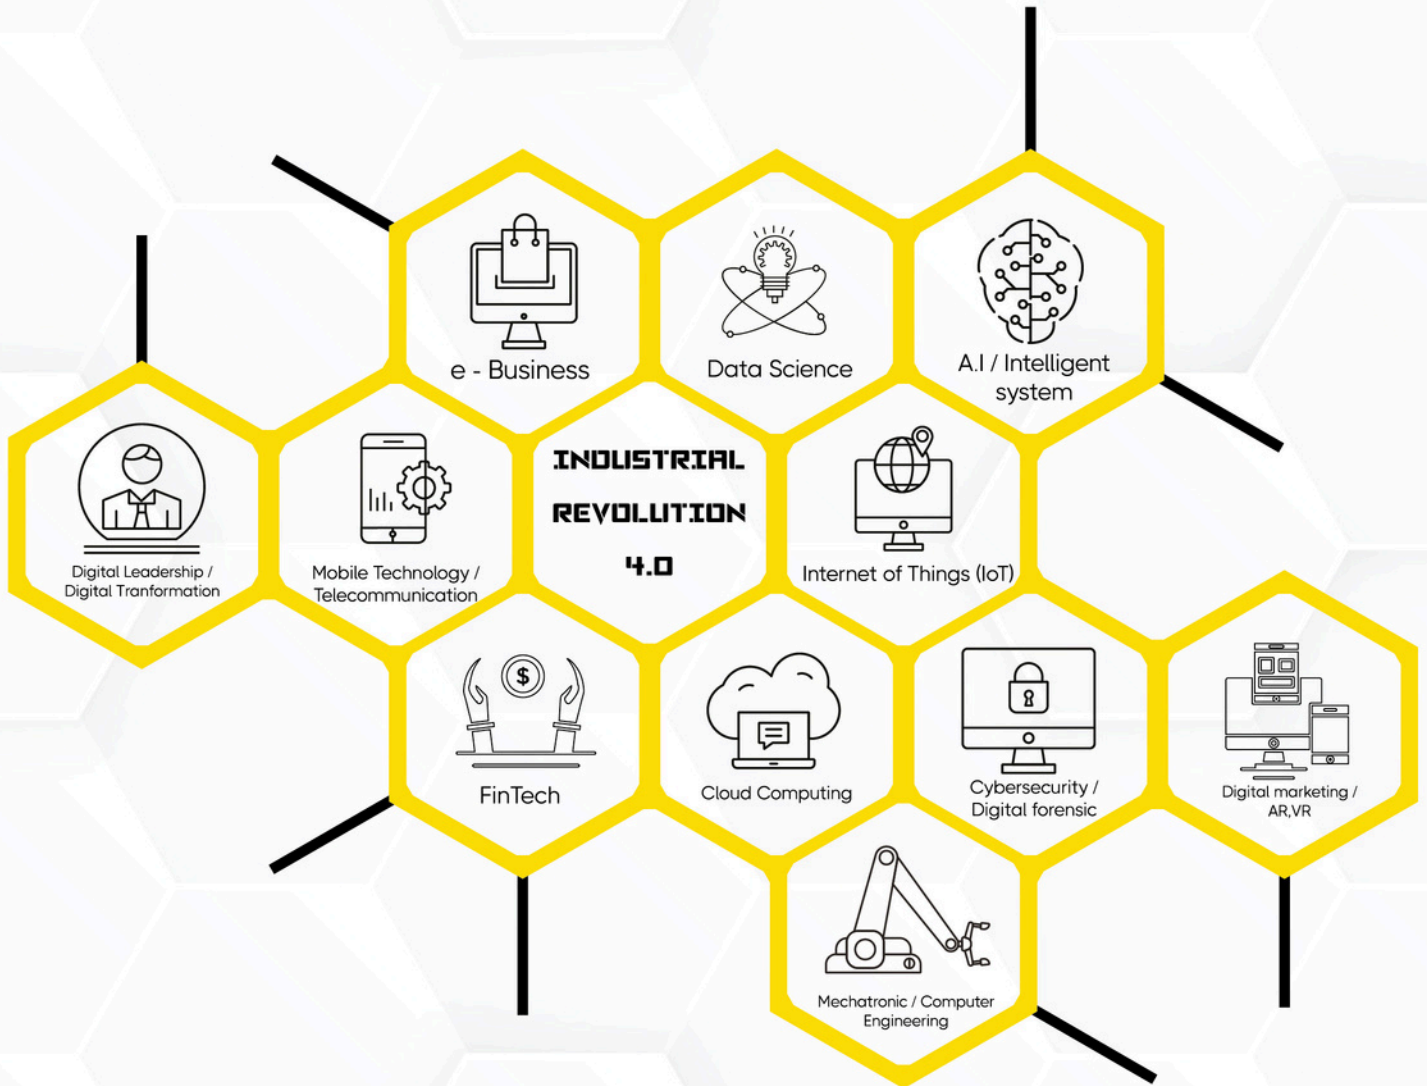 e - Business
Data Science
A.I / Intelligent
system
Digital Leadership /
Digital Tranformation
Mobile Technology /
Telecommunication
INDUSTRIAL
REVOLUTION
4.0
Internet of Things (IoT)
$
FinTech
Cloud Computing
Cybersecurity /
Digital forensic
Digital marketing /
AR,VR
Mechatronic / Computer
Engineering